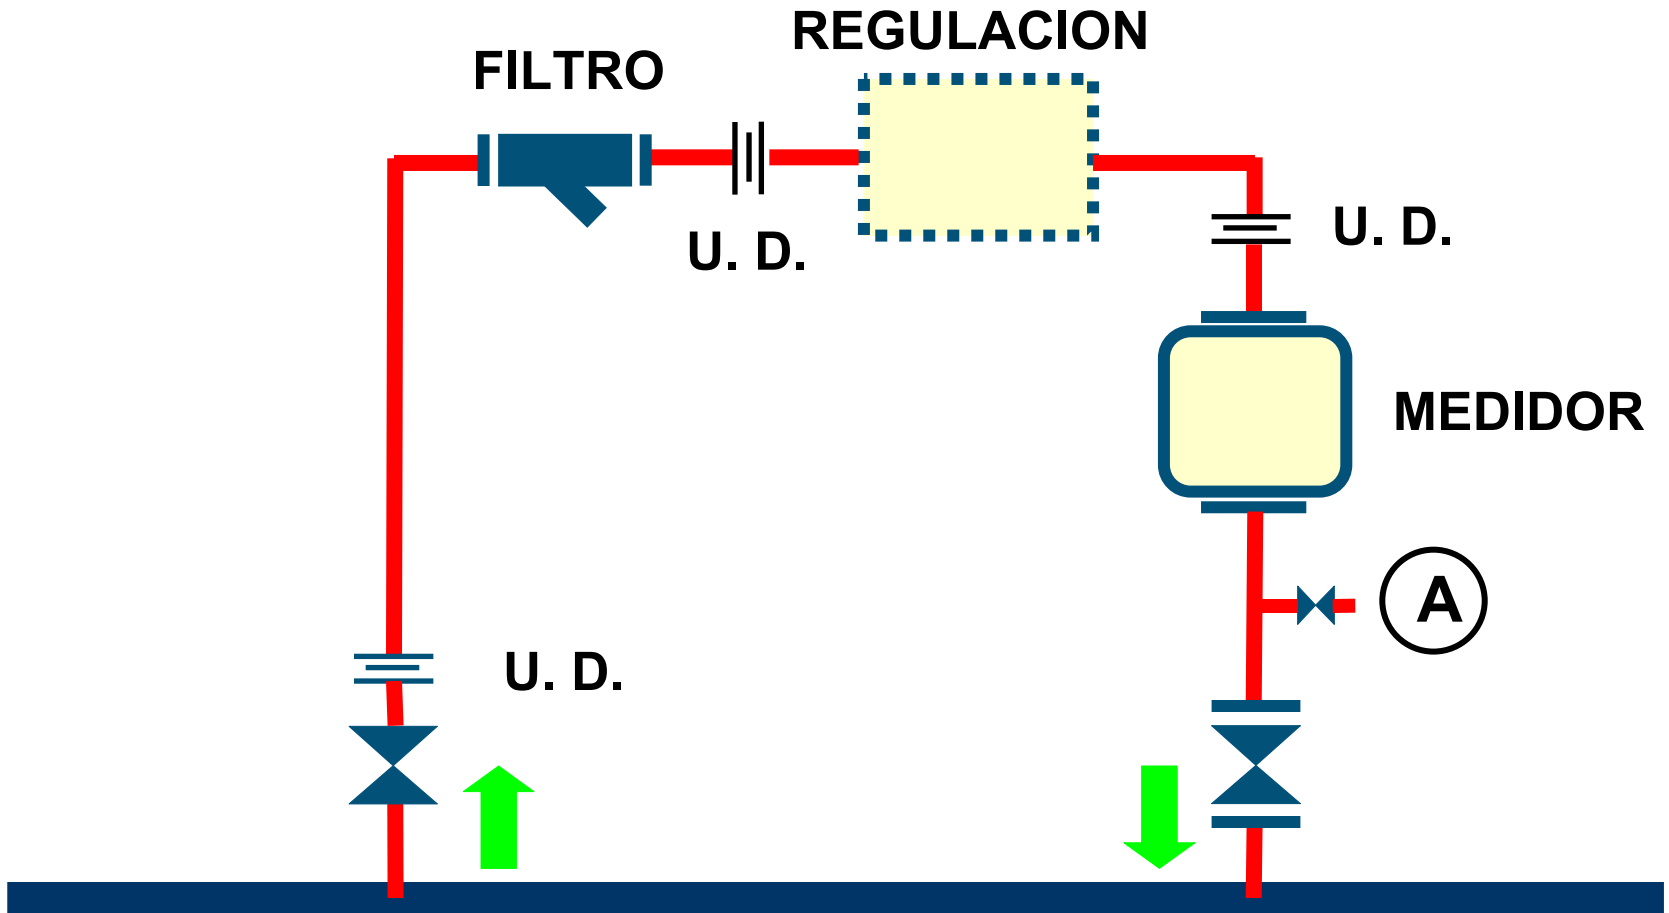 REGULACION
FILTRO
U. D.
U. D.
MEDIDOR
A
U. D.